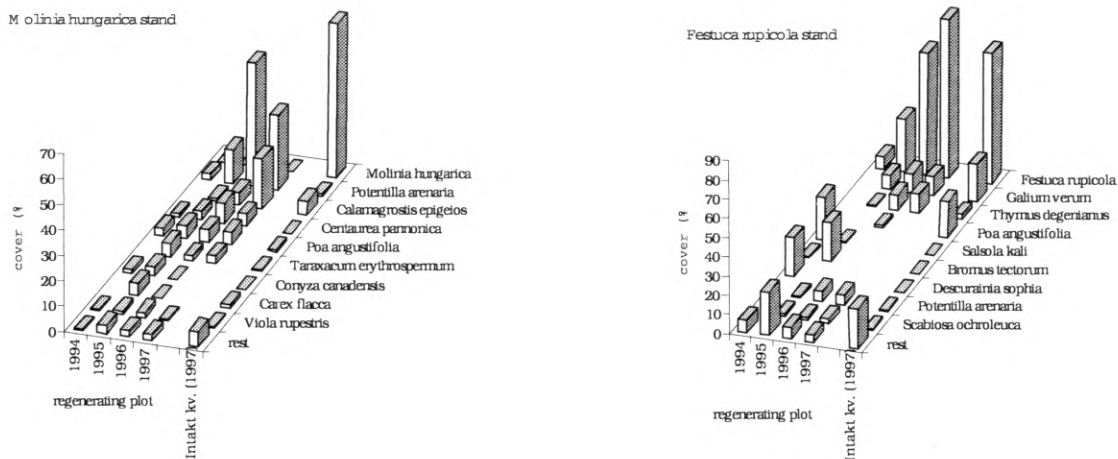 Molinia hungarica stand
70
60
50
40
30
20
10
0
cover (%
1994
1995
1996
1997
Intakt kv. (1997
regenerating plot
Molinia hungarica
Potentilla arenaria
Calamagrostis epigeios
Centaurea pannonica
Poa angustifolia
Taraxacum erythrospermum
Conyza canadensis
Carex flacca
Viola rupestris
rest
Festuca rupicola stand
90
80
70
60
50
40
30
20
10
0
cover (%
1994
1995
1996
1997
Intakt kv. (1997
regenerating plot
Festuca rupicola
Galium verum
Thymus degenianus
Poa angustifolia
Salsola kali
Bromus tectorum
Descurainia sophia
Potentilla arenaria
Scabiosa ochroleuca
rest